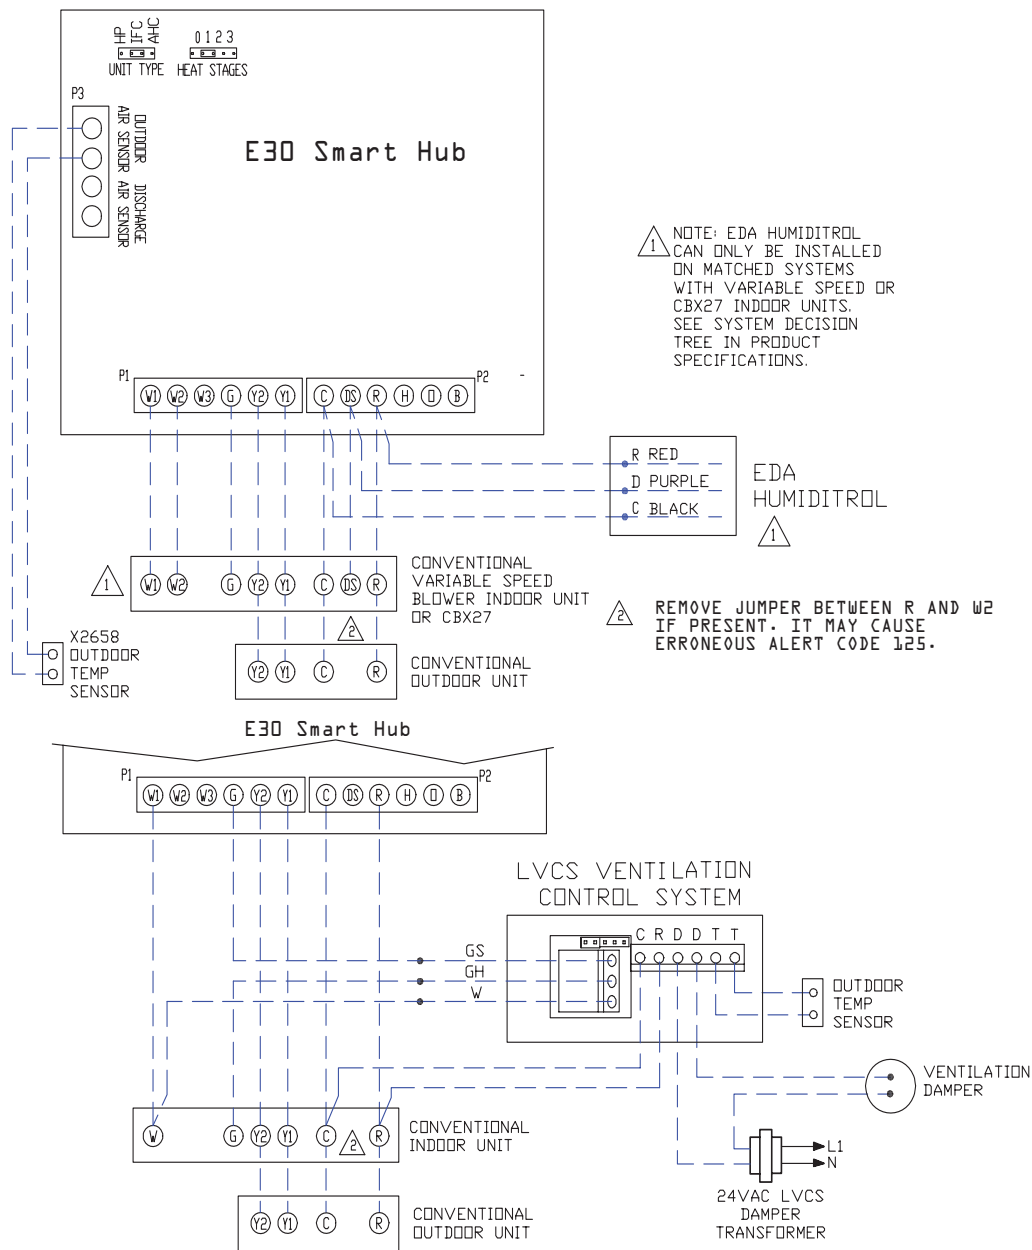 HP
IFC
AHC
UNIT TYPE
0 1 2 3
HEAT STAGES
P3
OUTDOOR
AIR SENSOR
DISCHARGE
AIR SENSOR
E30 Smart Hub
1
NOTE: EDA HUMIDITROL
CAN ONLY BE INSTALLED
ON MATCHED SYSTEMS
WITH VARIABLE SPEED OR
CBX27 INDOOR UNITS.
SEE SYSTEM DECISION
TREE IN PRODUCT
SPECIFICATIONS.
P1
W1 W2 W3 G Y2 Y1
C DS R H O B
P2
R RED
D PURPLE
C BLACK
EDA
HUMIDITROL
1
1
W1 W2 G Y2 Y1 C DS R
CONVENTIONAL
VARIABLE SPEED
BLOWER INDOOR UNIT
OR CBX27
2
2
REMOVE JUMPER BETWEEN R AND W2
IF PRESENT. IT MAY CAUSE
ERRONEOUS ALERT CODE 125.
X2658
OUTDOOR
TEMP
SENSOR
Y2 Y1 C R
CONVENTIONAL
OUTDOOR UNIT
E30 Smart Hub
P1
W1 W2 W3 G Y2 Y1
C DS R H O B
P2
LVCS VENTILATION
CONTROL SYSTEM
C R D D T T
GS
GH
W
OUTDOOR
TEMP
SENSOR
VENTILATION
DAMPER
W G Y2 Y1 C R
2
CONVENTIONAL
INDOOR UNIT
L1
N
24VAC LVCS
DAMPER
TRANSFORMER
Y2 Y1 C R
CONVENTIONAL
OUTDOOR UNIT